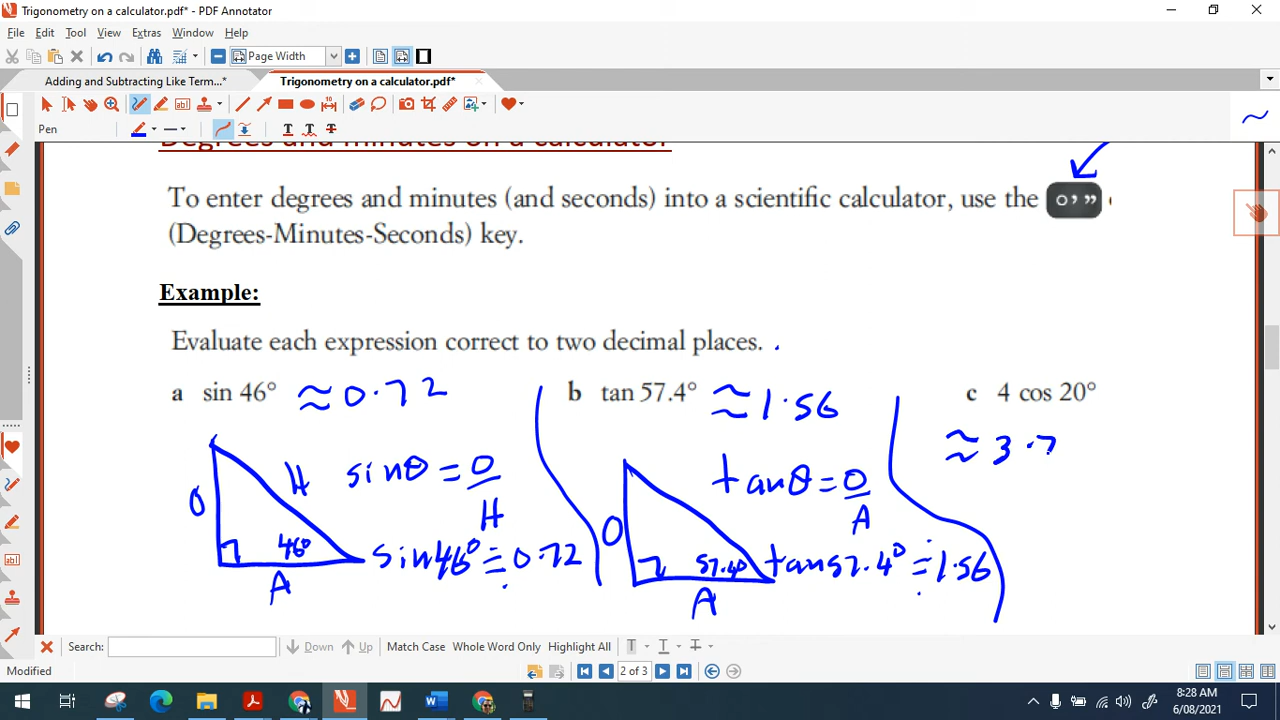 Trigonometry on a calculator.pdf* - PDF Annotator
File Edit Tool View Extras Window Help
Page Width
Adding and Subtracting Like Term...* Trigonometry on a calculator.pdf*
Pen
Degrees and minutes on a calculator
To enter degrees and minutes (and seconds) into a scientific calculator, use the o , ,,
(Degrees-Minutes-Seconds) key.
Example:
Evaluate each expression correct to two decimal places.
a sin 46° ≈ 0.72 b tan 57.4° ≈ 1.56 c 4 cos 20°
≈ 3.7
O H sinθ = O/H tanθ = O/A
O
46° sin46° ≑ 0.72 57.4° tan57.4° ≑ 1.56
A A
Search: Down Up Match Case Whole Word Only Highlight All
Modified 2 of 3
8:28 AM
6/08/2021